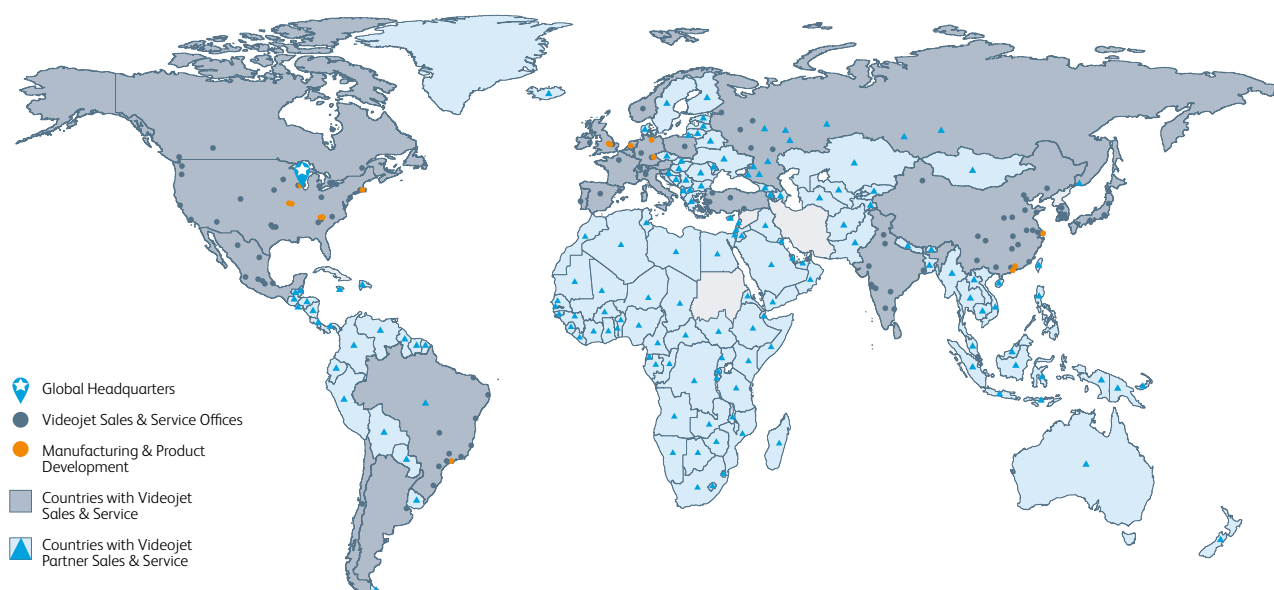 Global Headquarters
Videojet Sales & Service Offices
Manufacturing & Product
Development
Countries with Videojet
Sales & Service
Countries with Videojet
Partner Sales & Service